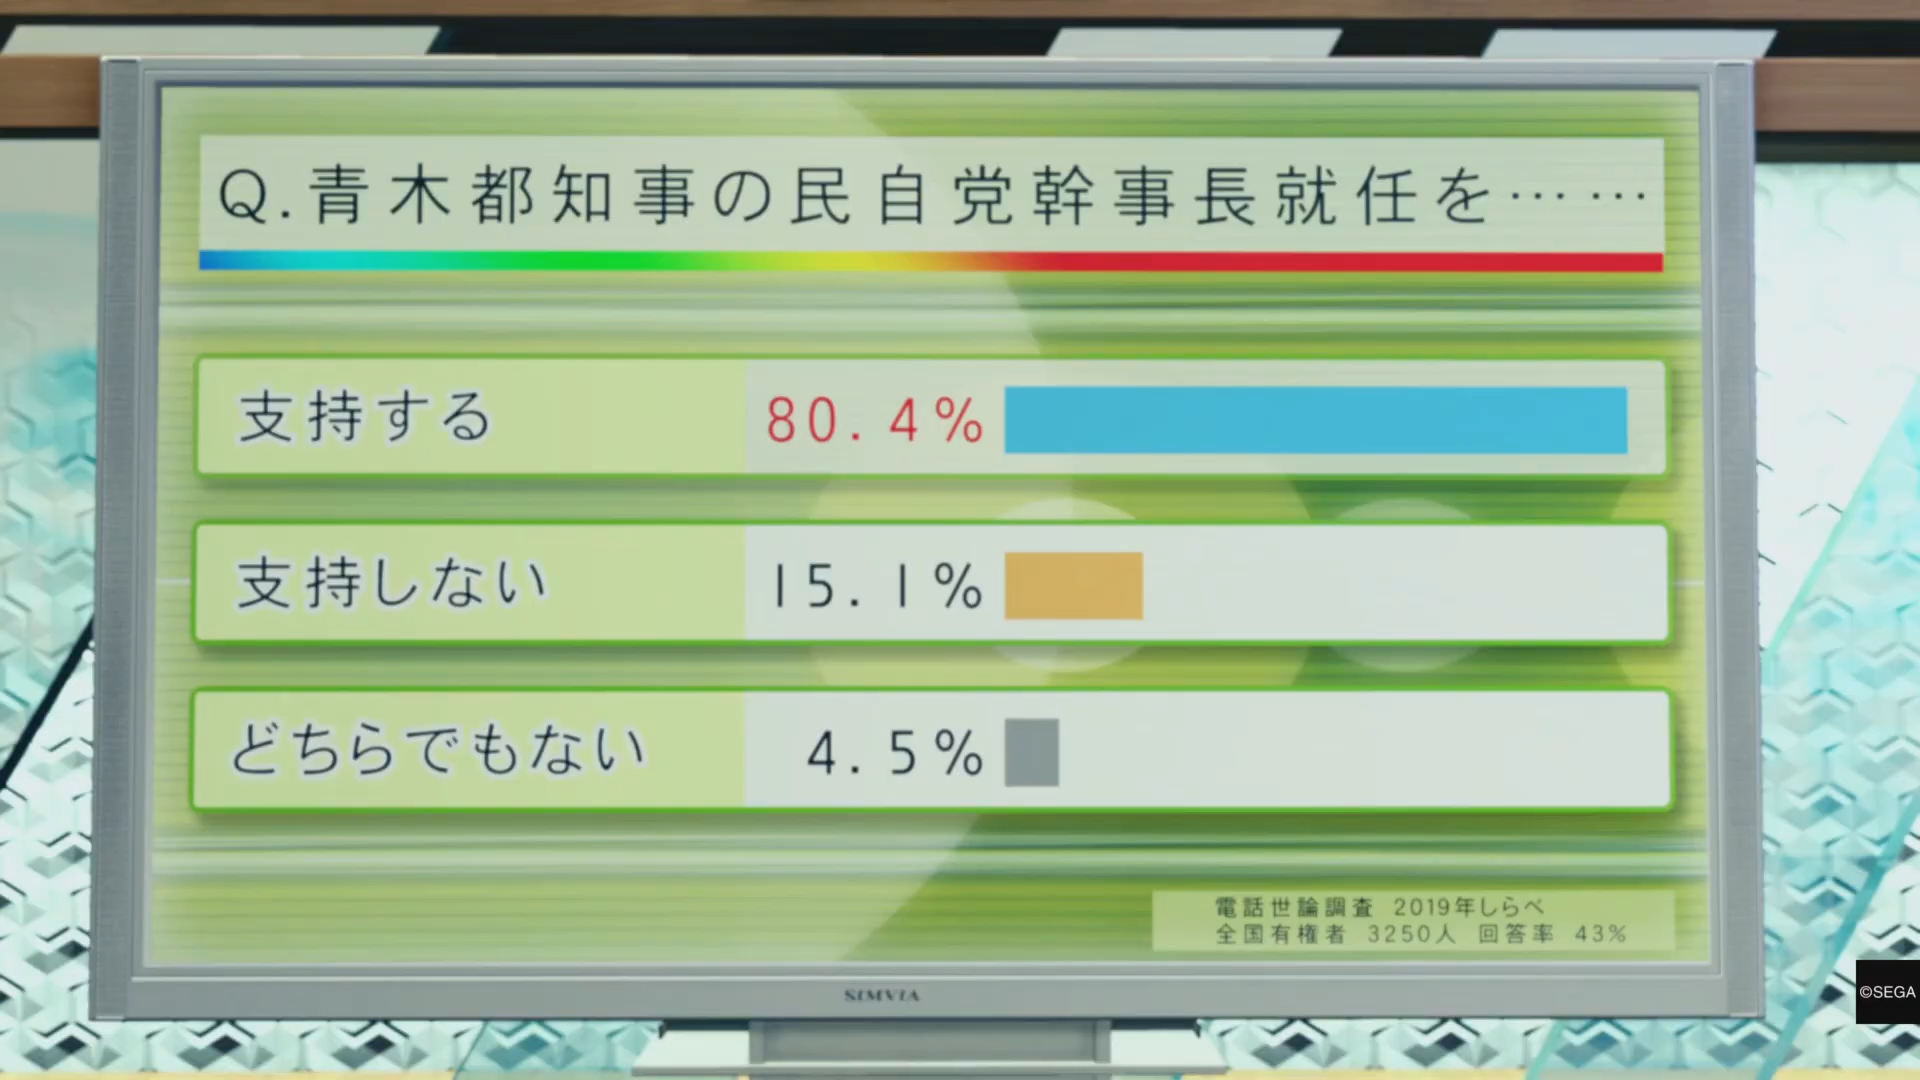 Q.青木都知事の民自党幹事長就任を……
支持する 80.4%
支持しない 15.1%
どちらでもない 4.5%
電話世論調査 2019年しらべ
全国有権者 3250人 回答率 43%
SIMVIA
©SEGA